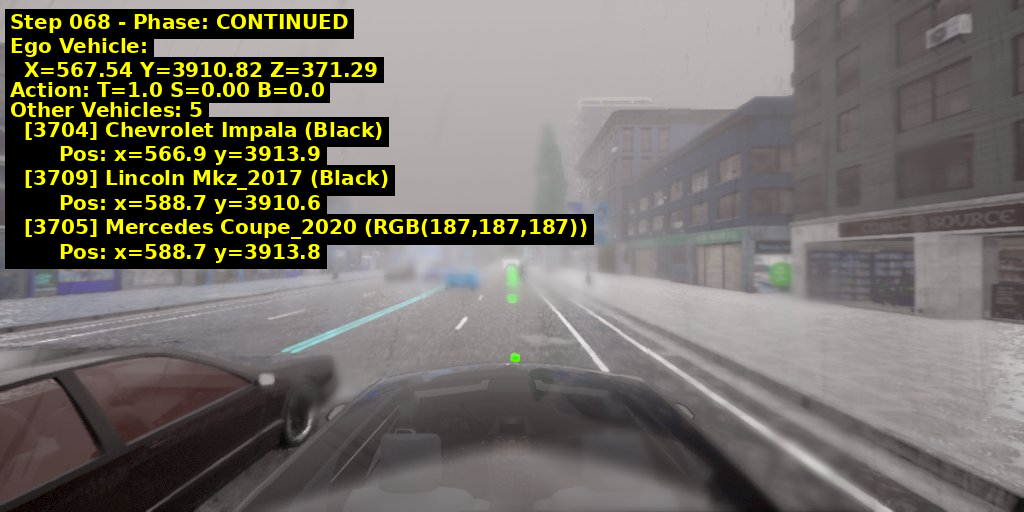 Step 068 - Phase: CONTINUED
Ego Vehicle:
X=567.54 Y=3910.82 Z=371.29
Action: T=1.0 S=0.00 B=0.0
Other Vehicles: 5
[3704] Chevrolet Impala (Black)
Pos: x=566.9 y=3913.9
[3709] Lincoln Mkz_2017 (Black)
Pos: x=588.7 y=3910.6
[3705] Mercedes Coupe_2020 (RGB(187,187,187))
Pos: x=588.7 y=3913.8
SOURCE